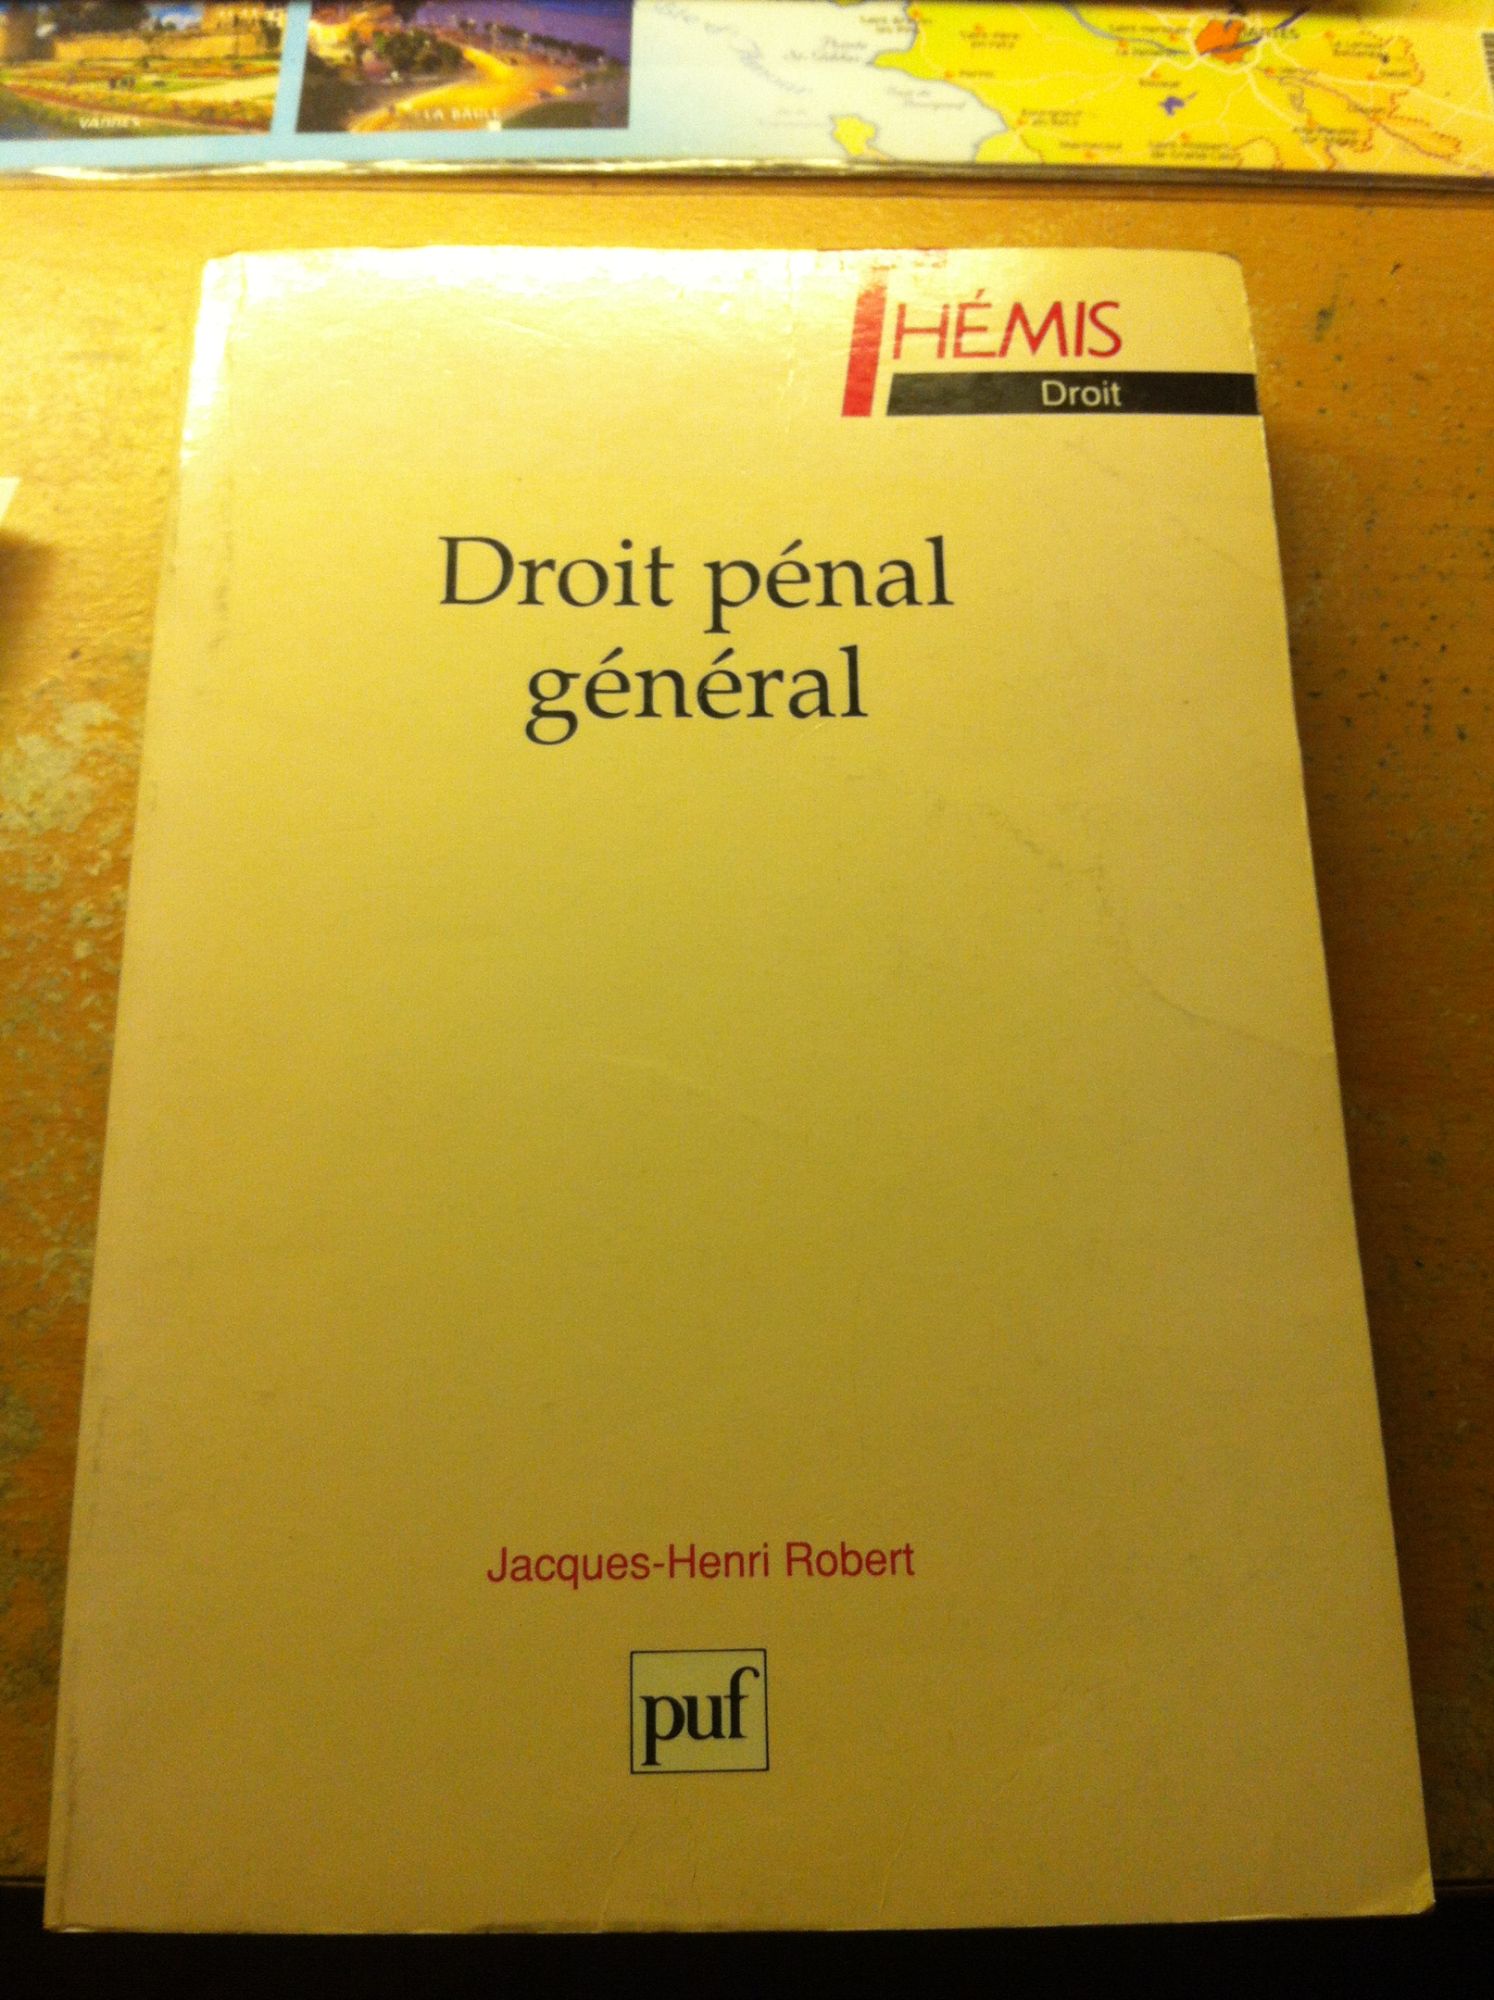 VANNES
LA BAULE
THÉMIS
Droit
Droit pénal
général
Jacques-Henri Robert
puf